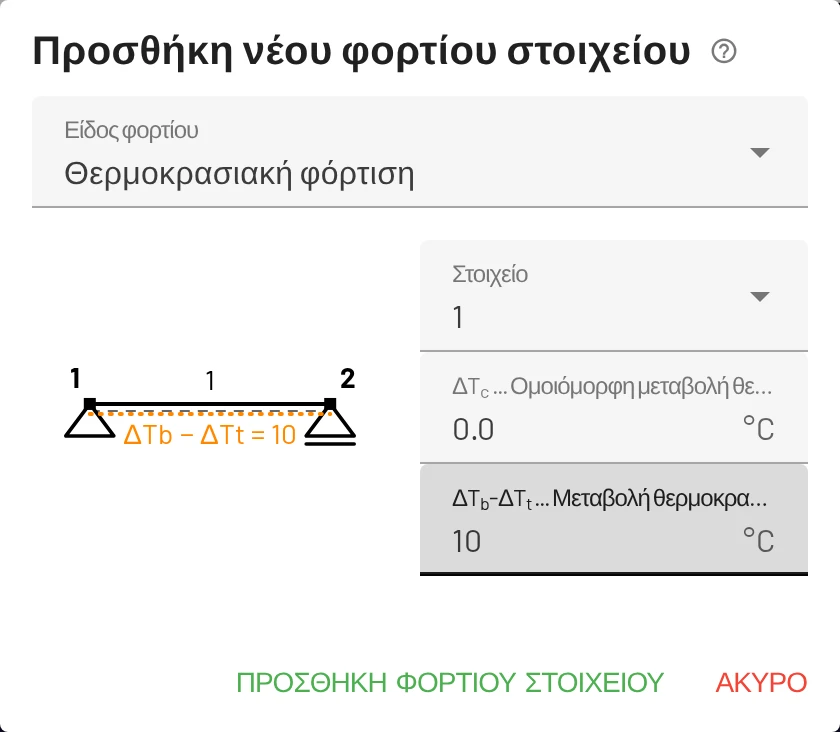 Προσθήκη νέου φορτίου στοιχείου ?
Είδος φορτίου
Θερμοκρασιακή φόρτιση
Στοιχείο
1
1 1 2
ΔTb − ΔTt = 10
ΔTc ... Ομοιόμορφη μεταβολή θε...
0.0 °C
ΔTb-ΔTt ... Μεταβολή θερμοκρα...
10 °C
ΠΡΟΣΘΗΚΗ ΦΟΡΤΙΟΥ ΣΤΟΙΧΕΙΟΥ ΑΚΥΡΟ